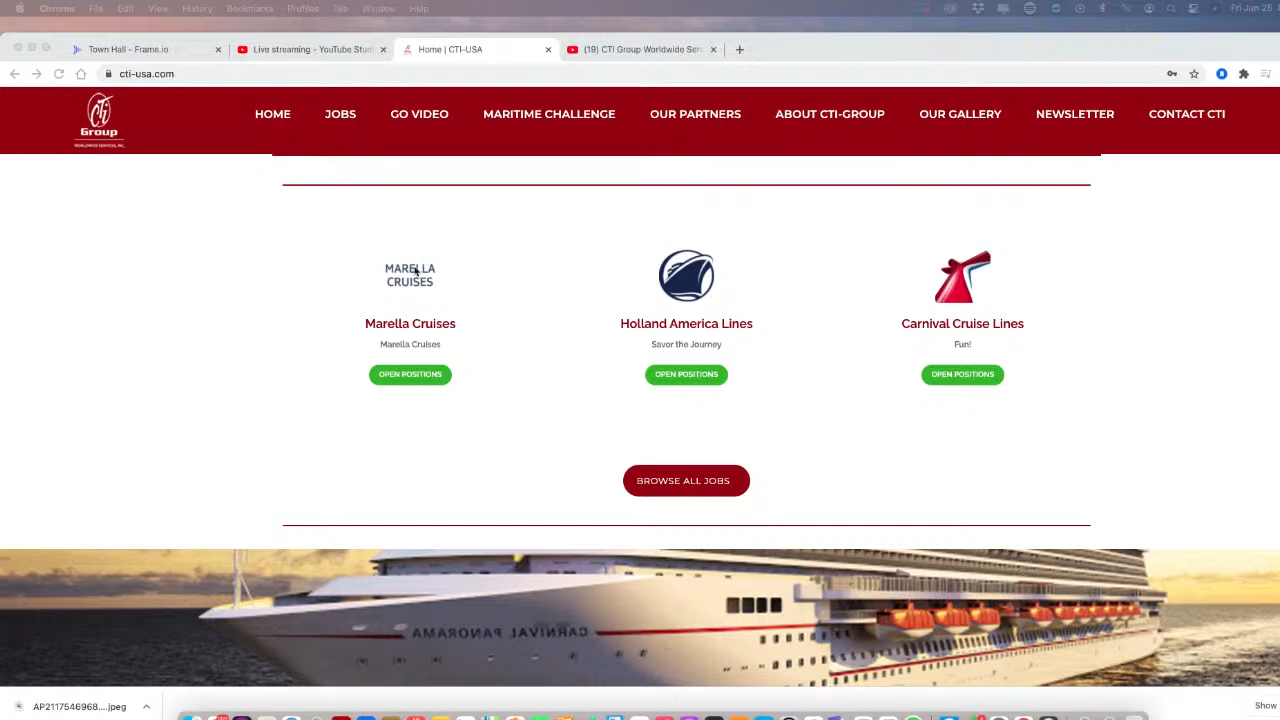 Chrome File Edit View History Bookmarks Profiles Tab Window Help Fri Jun 25
Town Hall - Frame.io
Live streaming - YouTube Stud
Home | CTI-USA
(19) CTI Group Worldwide Serv
cti-usa.com
CTI
Group
WORLDWIDE SERVICES, INC.
HOME JOBS GO VIDEO MARITIME CHALLENGE OUR PARTNERS ABOUT CTI-GROUP OUR GALLERY NEWSLETTER CONTACT CTI
MARELLA
CRUISES
Marella Cruises
Marella Cruises
OPEN POSITIONS
Holland America Lines
Savor the Journey
OPEN POSITIONS
Carnival Cruise Lines
Fun!
OPEN POSITIONS
BROWSE ALL JOBS
CARNIVAL PANORAMA
AP2117546968....jpeg
Show